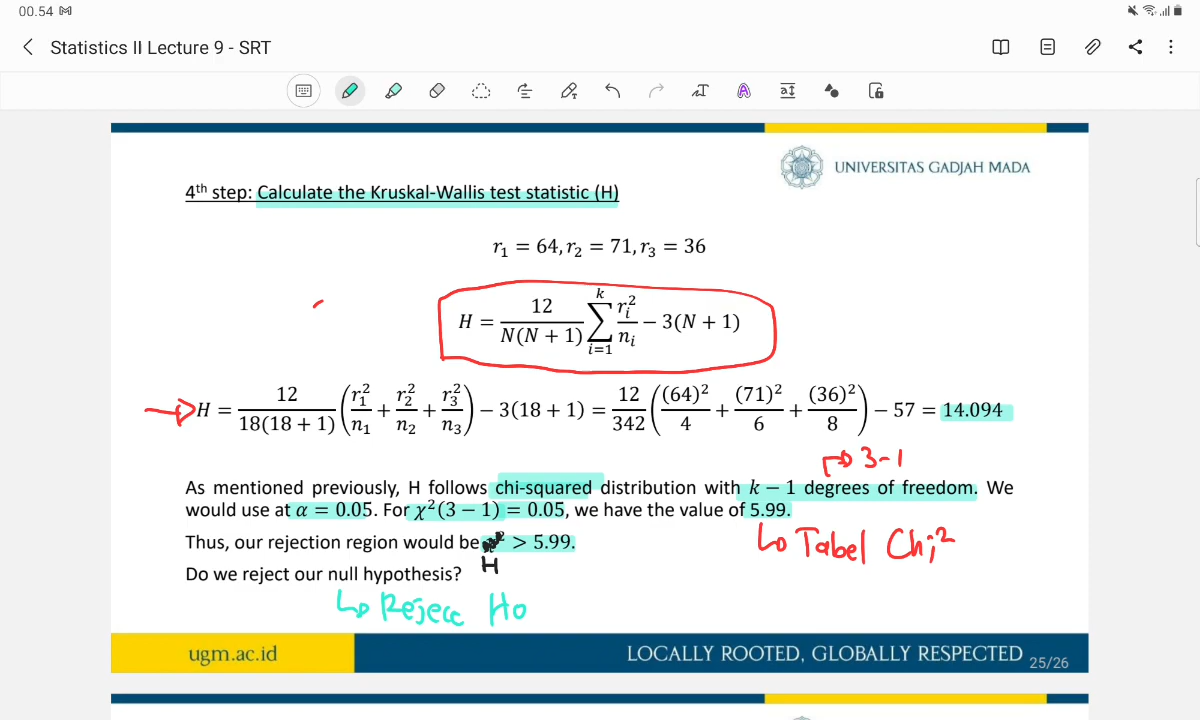 00.54
Statistics II Lecture 9 - SRT
UNIVERSITAS GADJAH MADA
4th step: Calculate the Kruskal-Wallis test statistic (H)
r₁ = 64, r₂ = 71, r₃ = 36
H = 12/(N(N + 1)) ∑_{i=1}^{k} r_i²/n_i − 3(N + 1)
H = 12/(18(18 + 1)) (r₁²/n₁ + r₂²/n₂ + r₃²/n₃) − 3(18 + 1) = 12/342 ((64)²/4 + (71)²/6 + (36)²/8) − 57 = 14.094
↱ 3-1
As mentioned previously, H follows chi-squared distribution with k − 1 degrees of freedom. We
would use at α = 0.05. For χ²(3 − 1) = 0.05, we have the value of 5.99.
↳ Tabel Chi²
Thus, our rejection region would be > 5.99.
H
Do we reject our null hypothesis?
↳ Reject Ho
ugm.ac.id
LOCALLY ROOTED, GLOBALLY RESPECTED
25/26